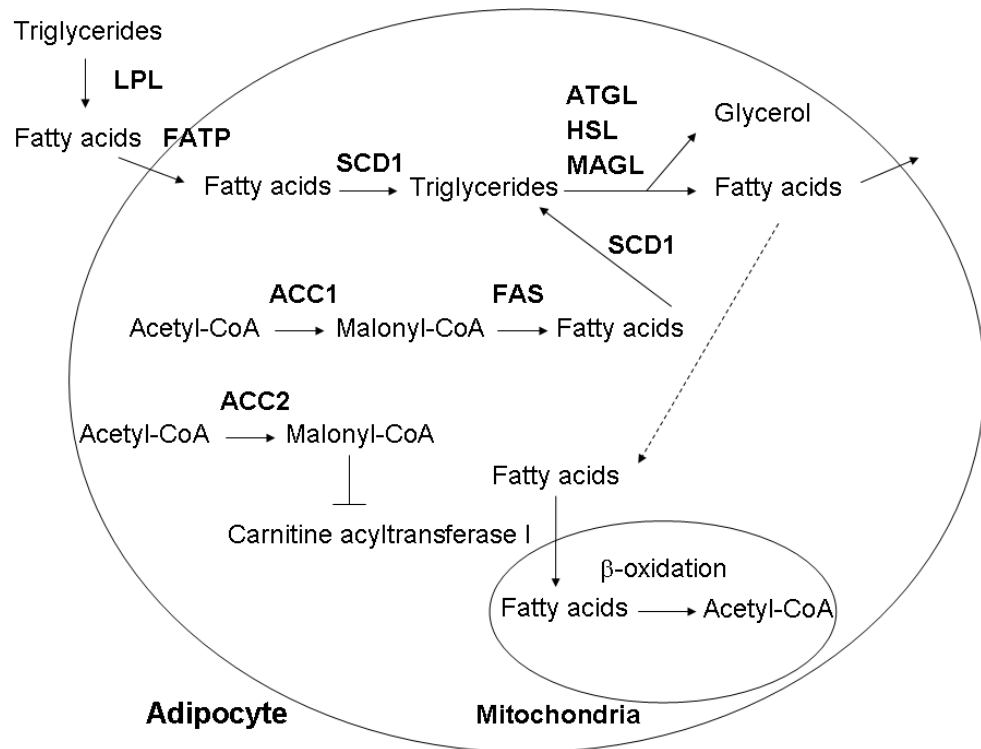 Triglycerides
LPL
Fatty acids FATP
SCD1
Fatty acids
Triglycerides
ATGL
HSL
MAGL
Glycerol
Fatty acids
SCD1
ACC1
FAS
Acetyl-CoA
Malonyl-CoA
Fatty acids
ACC2
Acetyl-CoA
Malonyl-CoA
Carnitine acyltransferase I
Fatty acids
β-oxidation
Fatty acids
Acetyl-CoA
Adipocyte
Mitochondria